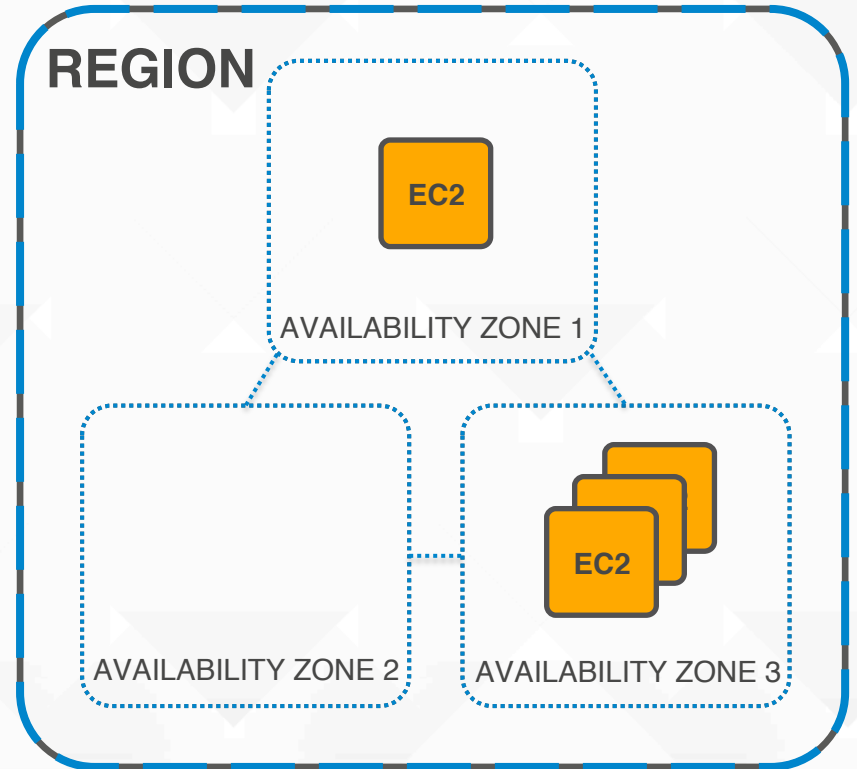 REGION
EC2
AVAILABILITY ZONE 1
EC2
AVAILABILITY ZONE 2
AVAILABILITY ZONE 3